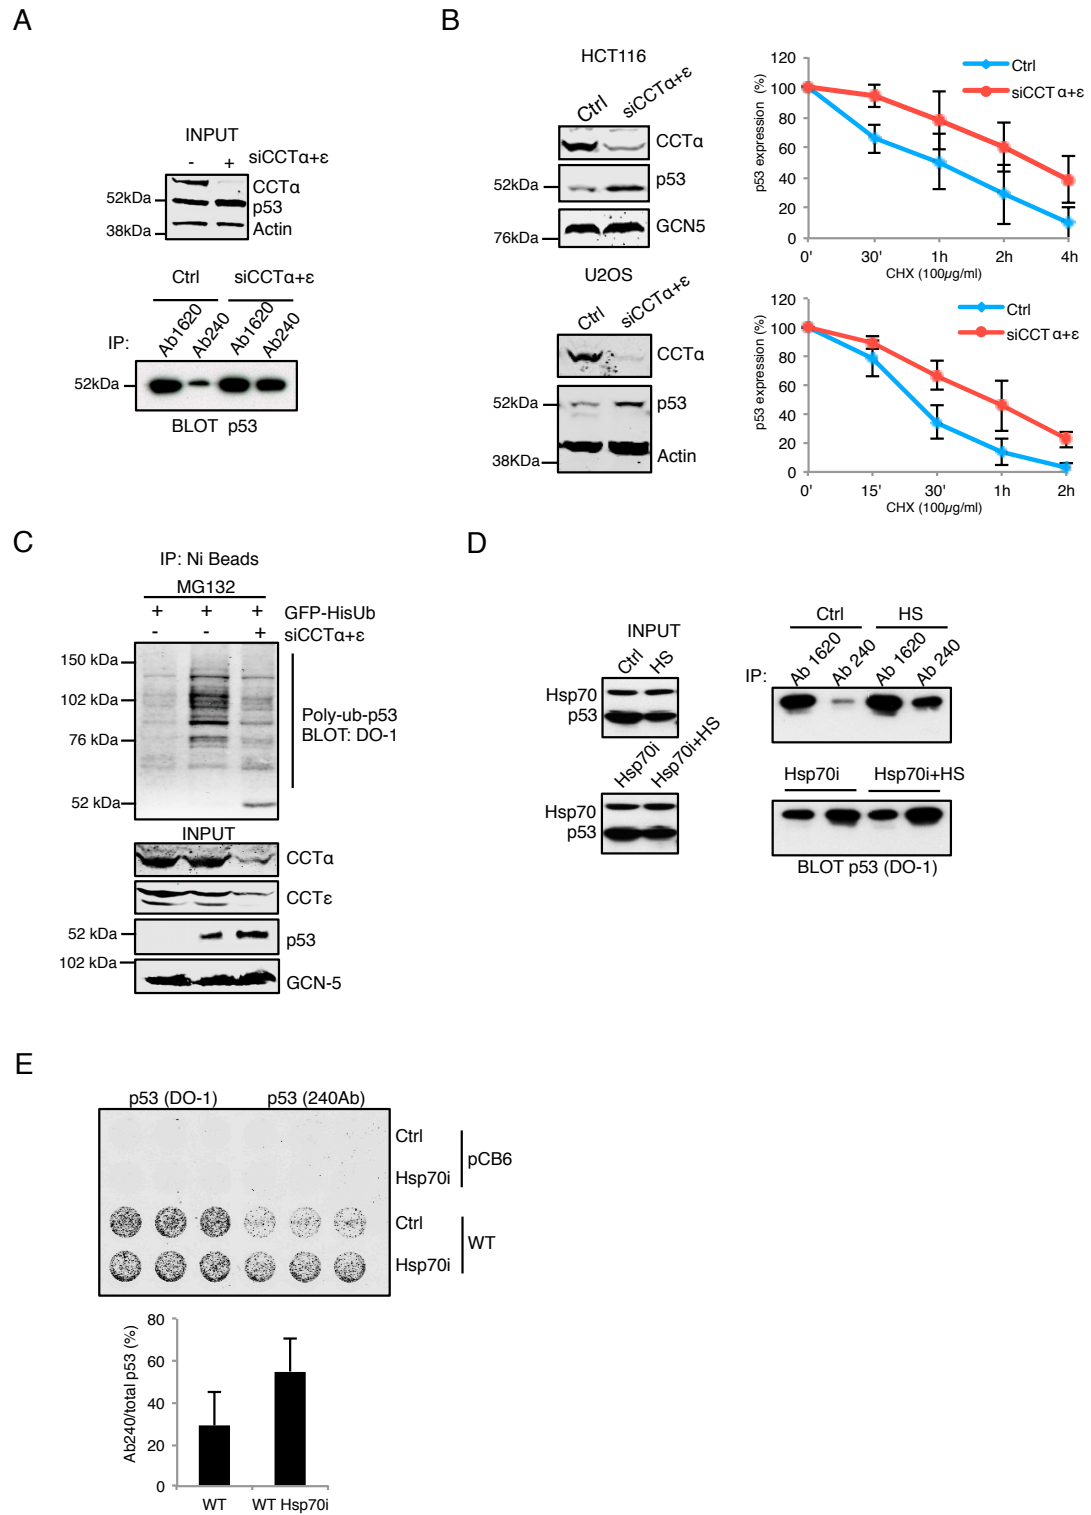 A
INPUT
- + siCCTα+ε
CCTα
52kDa
p53
38kDa
Actin
Ctrl siCCTα+ε
IP: Ab1620 Ab240 Ab1620 Ab240
52kDa
BLOT p53
B
HCT116
Ctrl siCCTα+ε
CCTα
52kDa
p53
GCN5
76kDa
120
100
80
60
40
20
0
p53 expression (%)
Ctrl
siCCT α+ε
0' 30' 1h 2h 4h
CHX (100µg/ml)
U2OS
Ctrl siCCTα+ε
CCTα
52kDa
p53
38KDa
Actin
120
100
80
60
40
20
0
p53 expression (%)
Ctrl
siCCT α+ε
0' 15' 30' 1h 2h
CHX (100µg/ml)
C
IP: Ni Beads
MG132
+ + + GFP-HisUb
- - + siCCTα+ε
150 kDa
102 kDa
76 kDa
52 kDa
Poly-ub-p53
BLOT: DO-1
INPUT
CCTα
CCTε
52 kDa
p53
102 kDa
GCN-5
D
INPUT
Ctrl HS
Hsp70
p53
Hsp70i Hsp70i+HS
Hsp70
p53
Ctrl HS
IP: Ab 1620 Ab 240 Ab 1620 Ab 240
Hsp70i Hsp70i+HS
BLOT p53 (DO-1)
E
p53 (DO-1) p53 (240Ab)
Ctrl
Hsp70i
pCB6
Ctrl
Hsp70i
WT
80
60
40
20
0
Ab240/total p53 (%)
WT WT Hsp70i